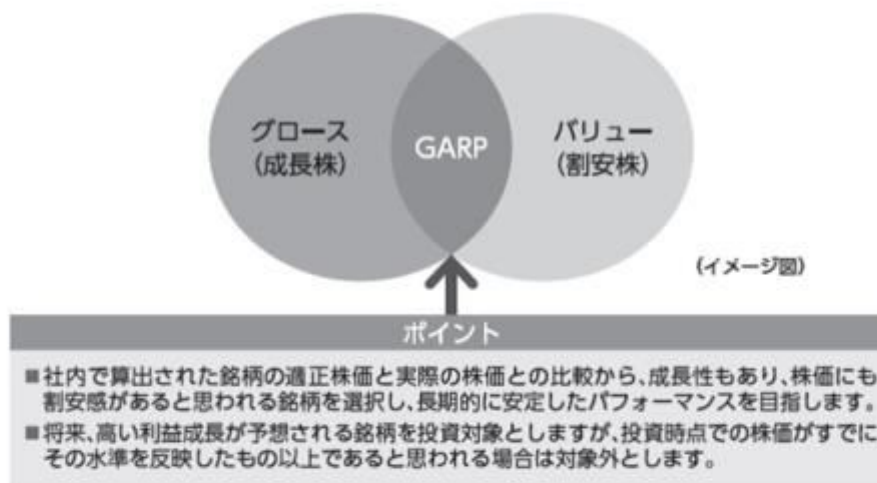 グロース
(成長株)
GARP
バリュー
(割安株)
(イメージ図)
ポイント
■社内で算出された銘柄の適正株価と実際の株価との比較から、成長性もあり、株価にも
割安感があると思われる銘柄を選択し、長期的に安定したパフォーマンスを目指します。
■将来、高い利益成長が予想される銘柄を投資対象としますが、投資時点での株価がすでに
その水準を反映したもの以上であると思われる場合は対象外とします。